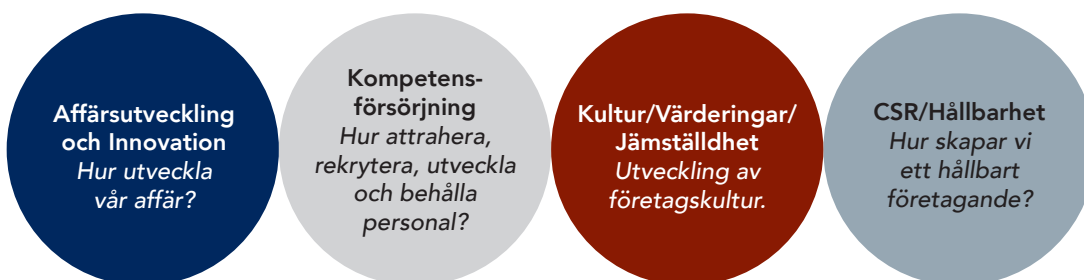 Affärsutveckling
och Innovation
Hur utveckla
vår affär?
Kompetens-
försörjning
Hur attrahera,
rekrytera, utveckla
och behålla
personal?
Kultur/Värderingar/
Jämställdhet
Utveckling av
företagskultur.
CSR/Hållbarhet
Hur skapar vi
ett hållbart
företagande?